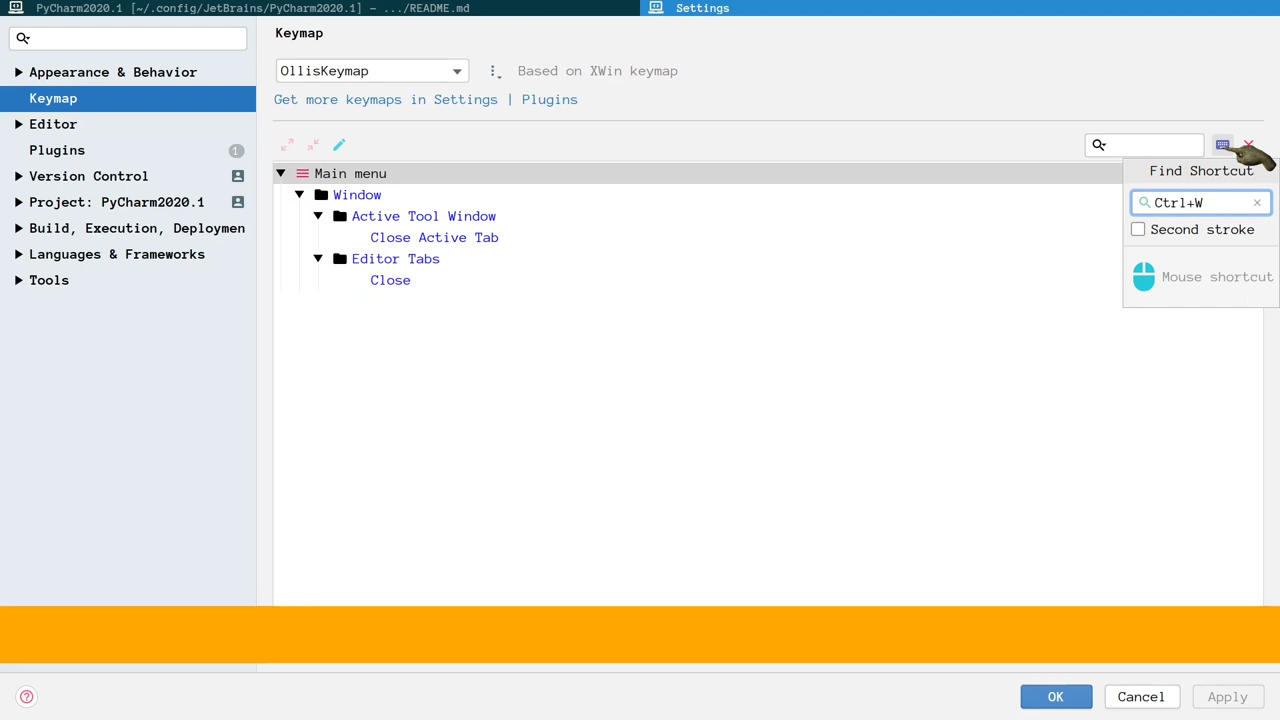 PyCharm2020.1 [~/.config/JetBrains/PyCharm2020.1] – .../README.md
Settings
Keymap
OllisKeymap
Based on XWin keymap
Get more keymaps in Settings | Plugins
Appearance & Behavior
Keymap
Editor
Plugins 1
Version Control
Project: PyCharm2020.1
Build, Execution, Deploymen
Languages & Frameworks
Tools
Main menu
Window
Active Tool Window
Close Active Tab
Editor Tabs
Close
Find Shortcut
Ctrl+W
Second stroke
Mouse shortcut
?
OK
Cancel
Apply